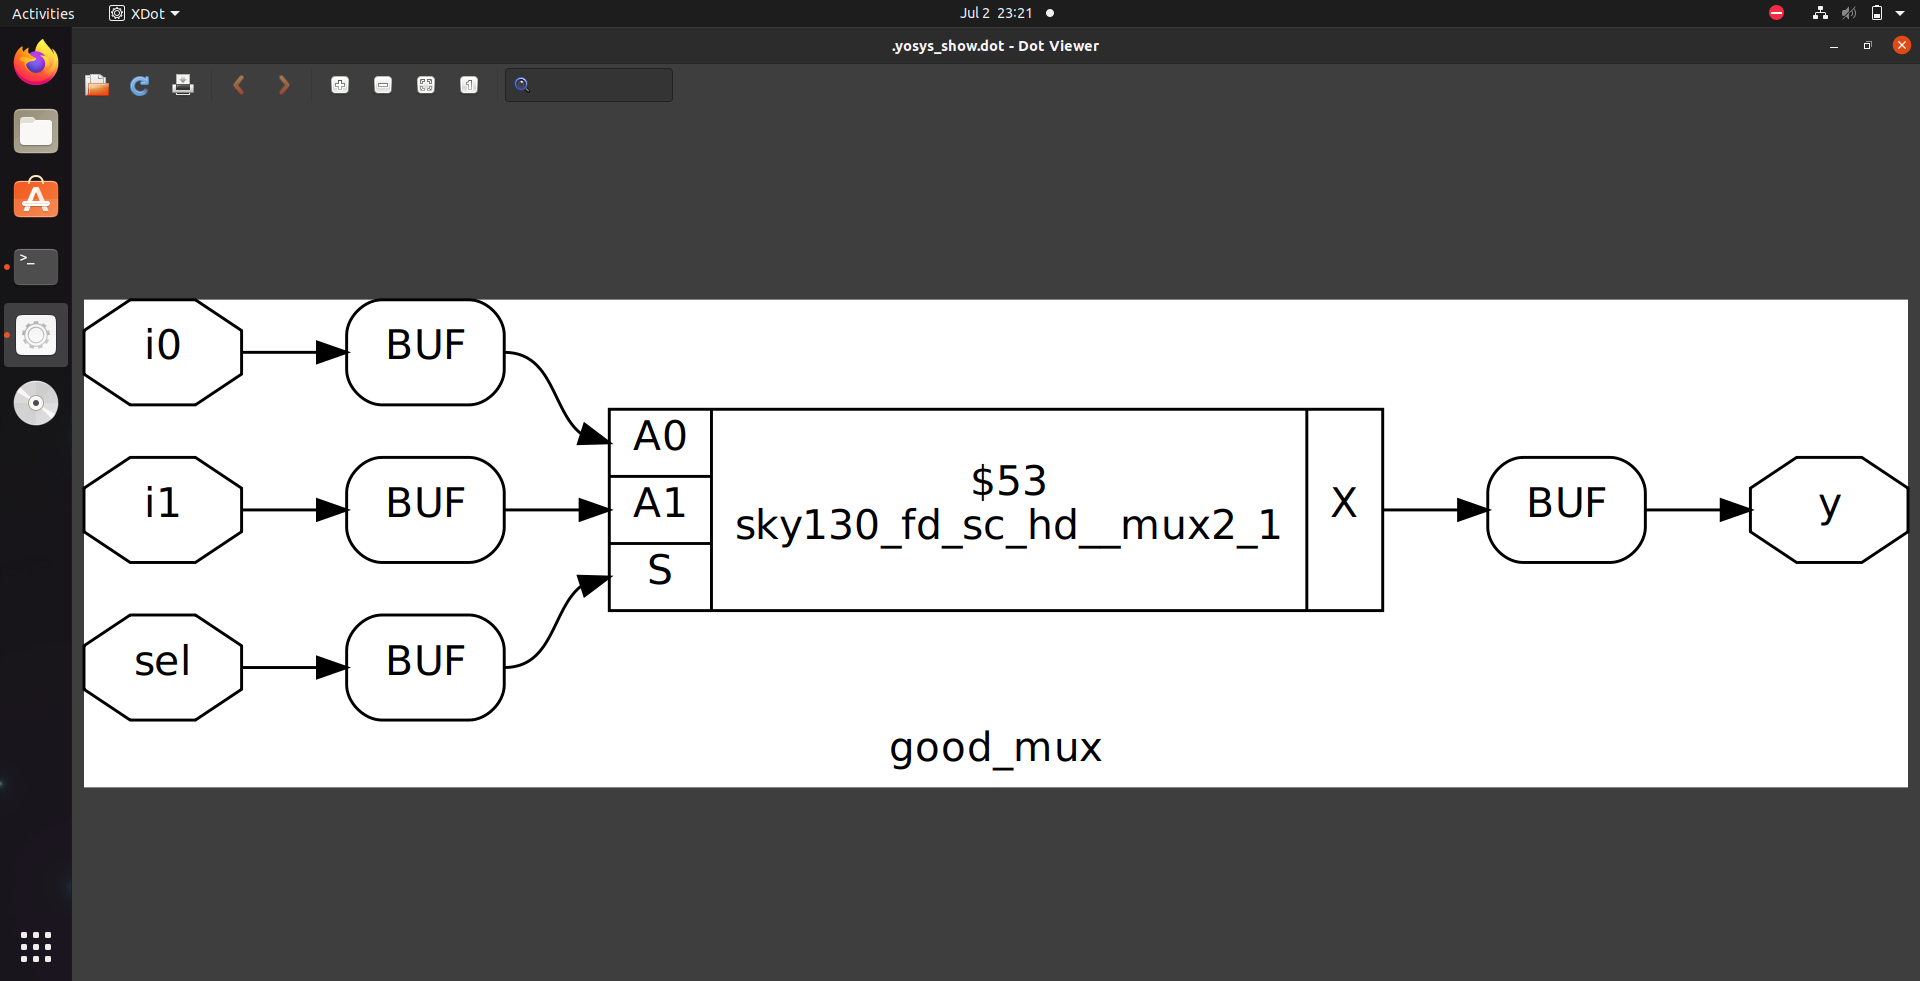 Activities
XDot
Jul 2 23:21
.yosys_show.dot - Dot Viewer
1
>_
i0
BUF
i1
BUF
sel
BUF
A0
A1
S
$53
sky130_fd_sc_hd__mux2_1
X
BUF
y
good_mux